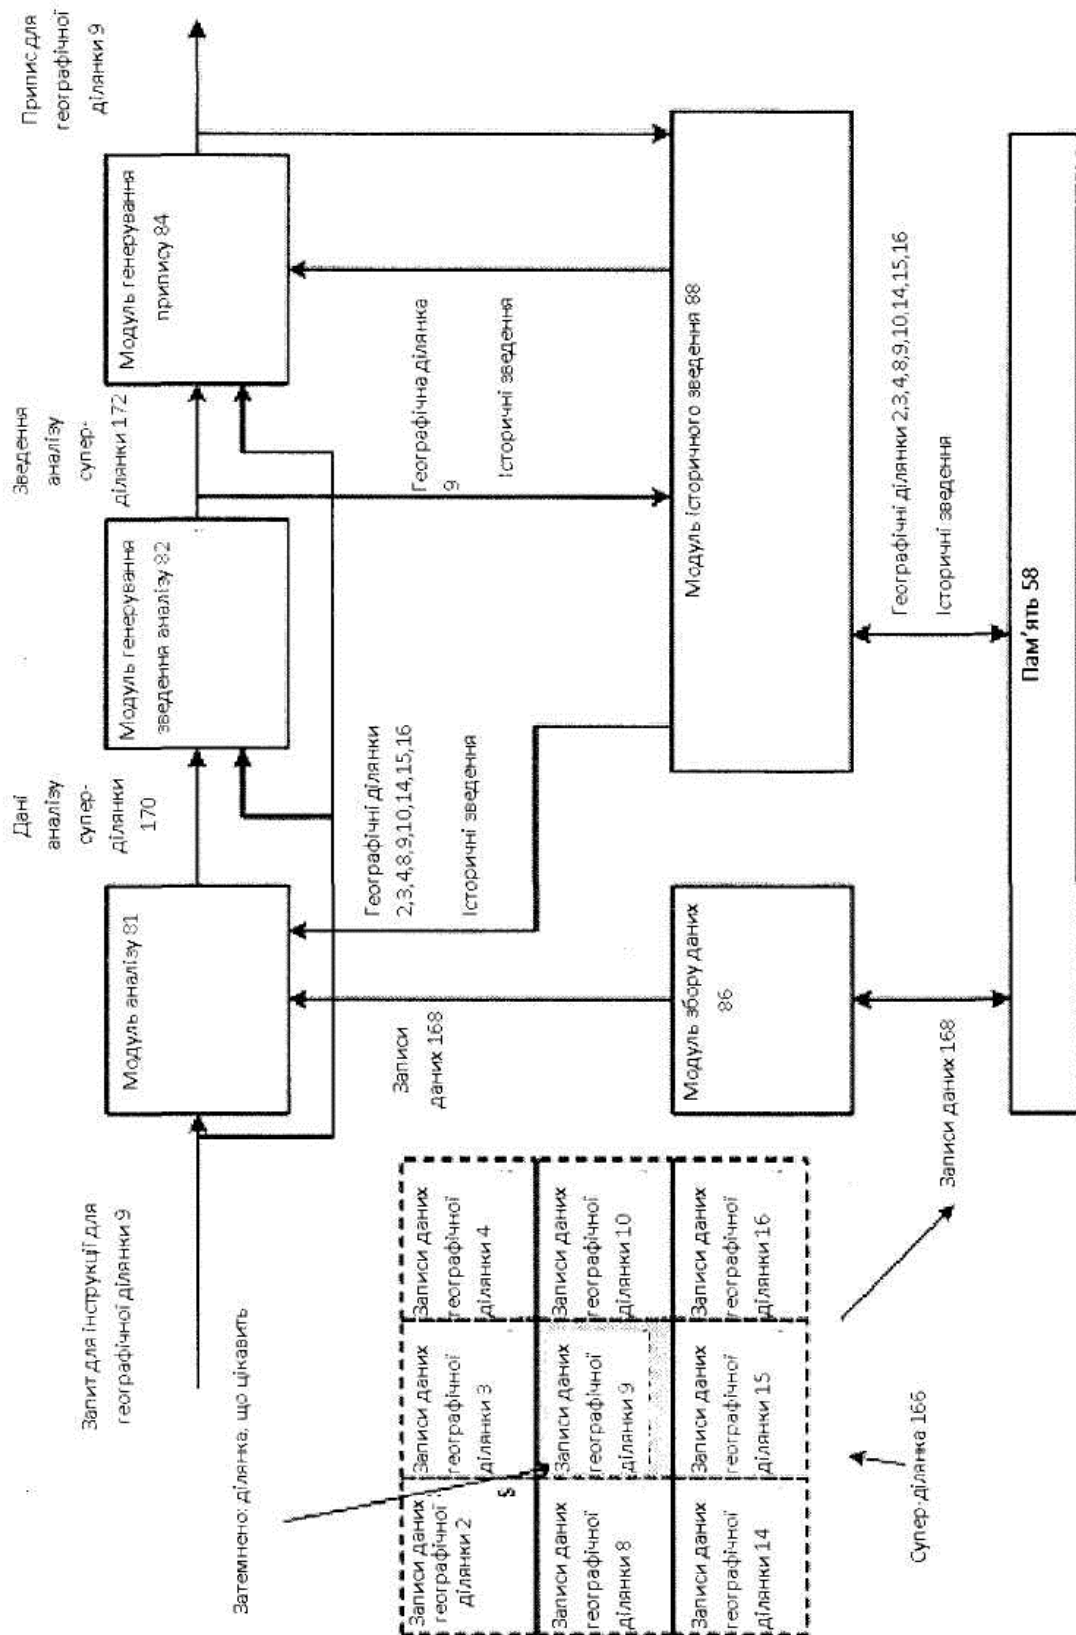 Запит для інструкції для
географічної ділянки 9
Модуль аналізу 81
Дані
аналізу
супер-
ділянки
170
Модуль генерування
зведення аналізу 82
Зведення
аналізу
супер-
ділянки 172
Модуль генерування
припису 84
Припис для
географічної
ділянки 9
Затемнено: ділянка, що цікавить
Записи
даних 168
Географічні ділянки
2,3,4,8,9,10,14,15,16
Історичні зведення
Географічна ділянка
9
Історичні зведення
Записи даних
географічної
ділянки 2
Записи даних
географічної
ділянки 3
Записи даних
географічної
ділянки 4
s
Записи даних
географічної
ділянки 8
Записи даних
географічної
ділянки 9
Записи даних
географічної
ділянки 10
Записи даних
географічної
ділянки 14
Записи даних
географічної
ділянки 15
Записи даних
географічної
ділянки 16
Модуль збору даних
86
Модуль історичного зведення 88
Супер-ділянка 166
Записи даних 168
Географічні ділянки 2,3,4,8,9,10,14,15,16
Історичні зведення
Пам'ять 58